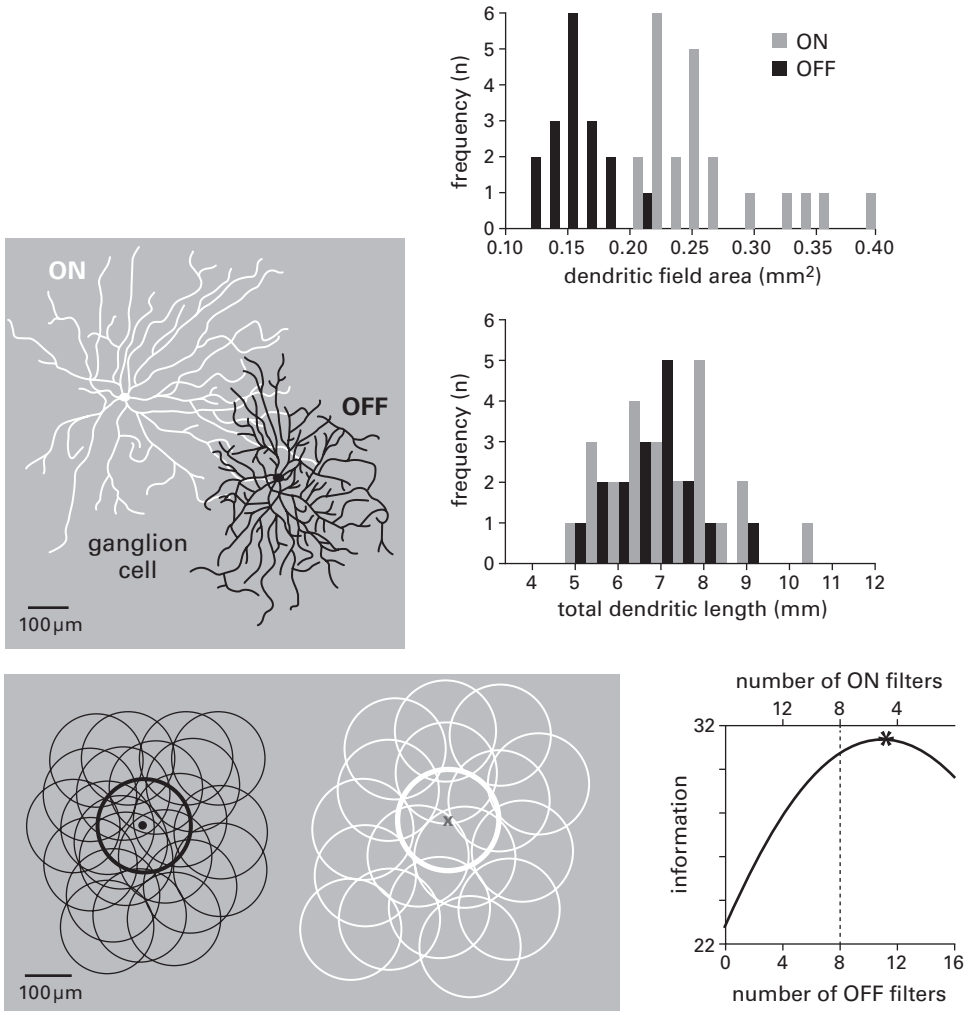 6
5
4
3
2
1
0
frequency (n)
ON
OFF
0.10 0.15 0.20 0.25 0.30 0.35 0.40
dendritic field area (mm2)
ON
OFF
ganglion
cell
100 µm
6
5
4
3
2
1
0
frequency (n)
4 5 6 7 8 9 10 11 12
total dendritic length (mm)
x
100 µm
number of ON filters
12 8 4
32
22
information
*
0 4 8 12 16
number of OFF filters